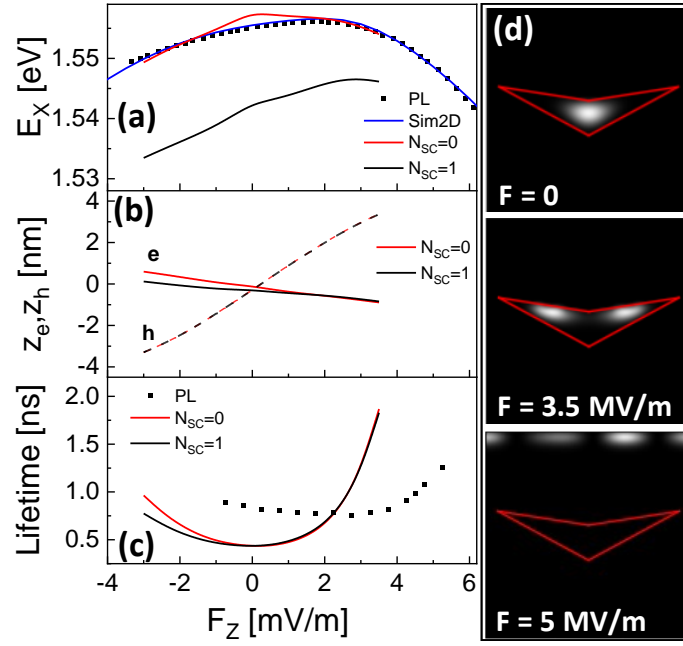 E_X [eV]
1.55
1.54
1.53
(a)
PL
Sim2D
N_SC=0
N_SC=1
z_e,z_h [nm]
4
2
0
-2
-4
(b)
e
h
N_SC=0
N_SC=1
Lifetime [ns]
2.0
1.5
1.0
0.5
PL
N_SC=0
N_SC=1
(c)
-4 -2 0 2 4 6
F_Z [mV/m]
(d)
F = 0
F = 3.5 MV/m
F = 5 MV/m